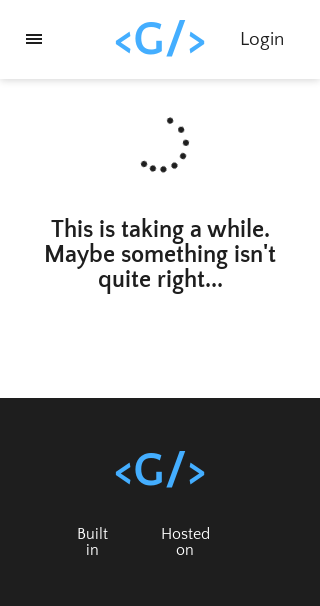 <G/>
Login
This is taking a while.
Maybe something isn't
quite right...
<G/>
Built
in
Hosted
on